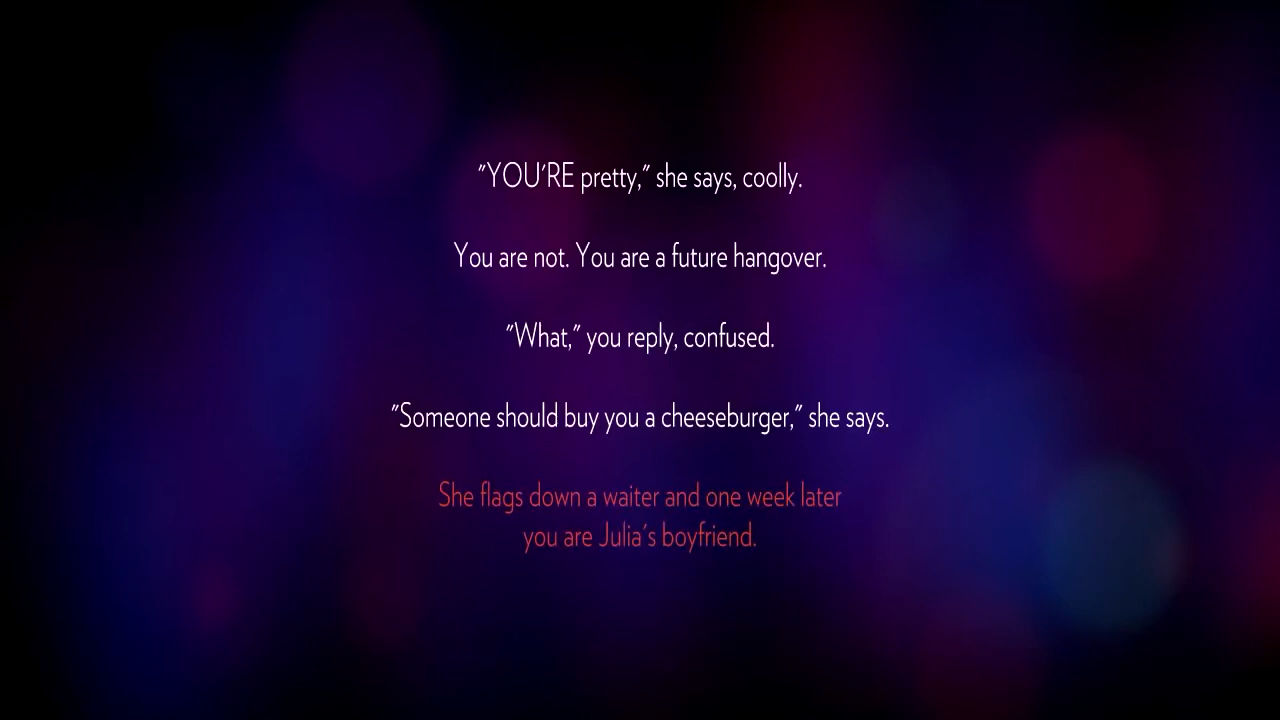 "YOU'RE pretty," she says, coolly.
You are not. You are a future hangover.
"What," you reply, confused.
"Someone should buy you a cheeseburger," she says.
She flags down a waiter and one week later
you are Julia's boyfriend.